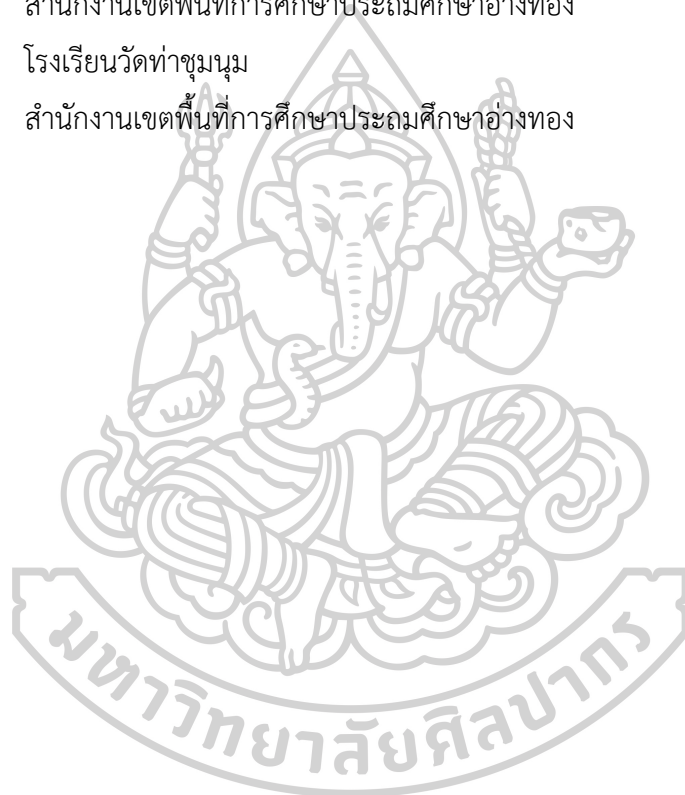 สำนักงานเขตพื้นที่การศึกษาประถมศึกษาอ่างทอง
โรงเรียนวัดท่าชุมนุม
สำนักงานเขตพื้นที่การศึกษาประถมศึกษาอ่างทอง
มหาวิทยาลัยศิลปากร